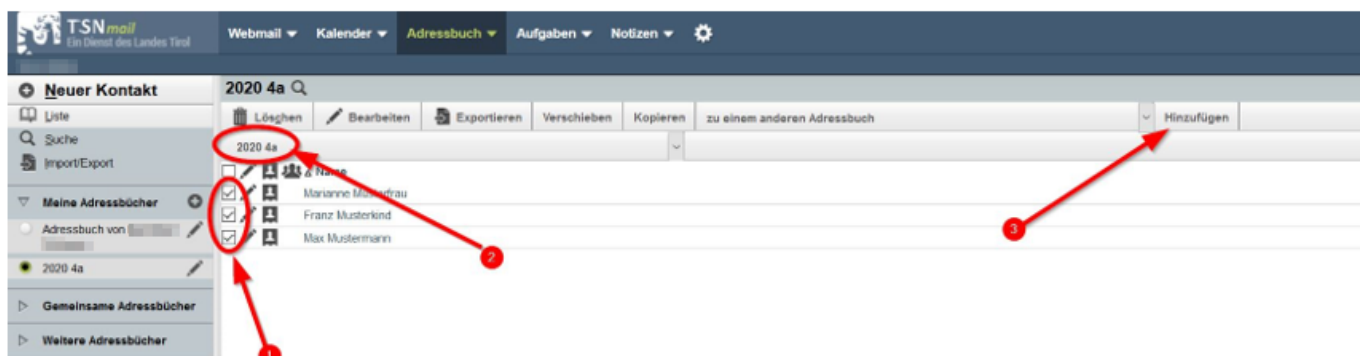 TSNmail
Ein Dienst des Landes Tirol
Webmail Kalender Adressbuch Aufgaben Notizen
Neuer Kontakt
2020 4a
Liste
Löschen Bearbeiten Exportieren Verschieben Kopieren zu einem anderen Adressbuch Hinzufügen
Suche
2020 4a
Import/Export
Name
Meine Adressbücher
Marianne Musterfrau
Adressbuch von
Franz Musterkind
Max Mustermann
3
2
2020 4a
Gemeinsame Adressbücher
Weitere Adressbücher
1